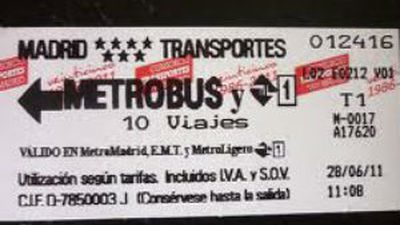 MADRID TRANSPORTES 012416
L02 E0212 V01
METROBUS y 1 T1
10 Viajes N-0017
A17620
VÁLIDO EN MetroMadrid, E.M.T. y MetroLigero 1
Utilización según tarifas. Incluidos I.V.A. y S.O.V. 28/06/11
C.I.F. Q-7850003.J (Consérvese hasta la salida) 11:08